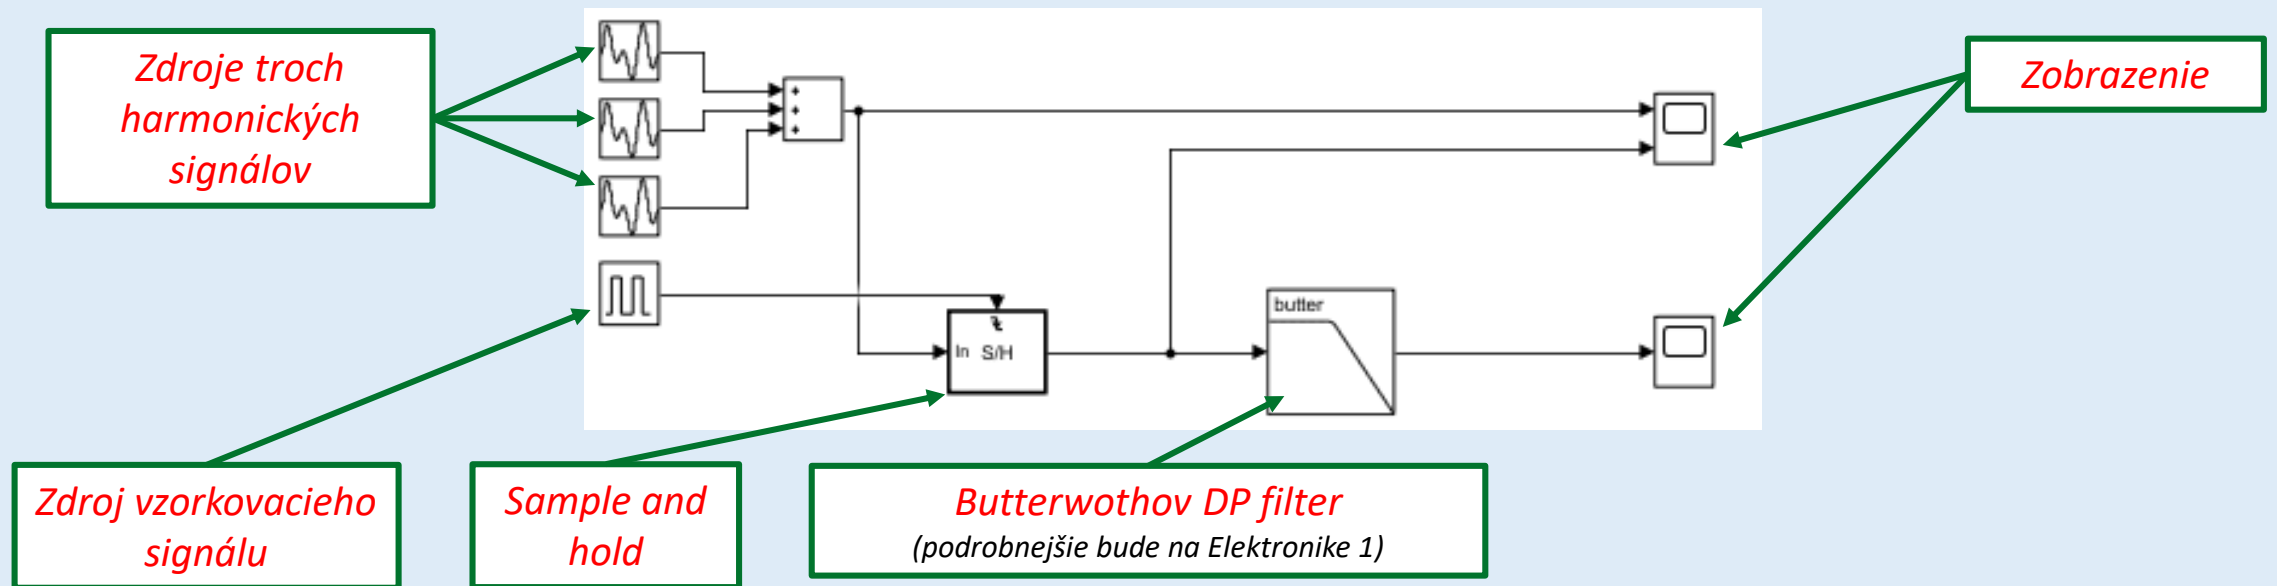 Zdroje troch
harmonických
signálov
Zobrazenie
+
+
+
butter
In S/H
Zdroj vzorkovacieho
signálu
Sample and
hold
Butterwothov DP filter
(podrobnejšie bude na Elektronike 1)